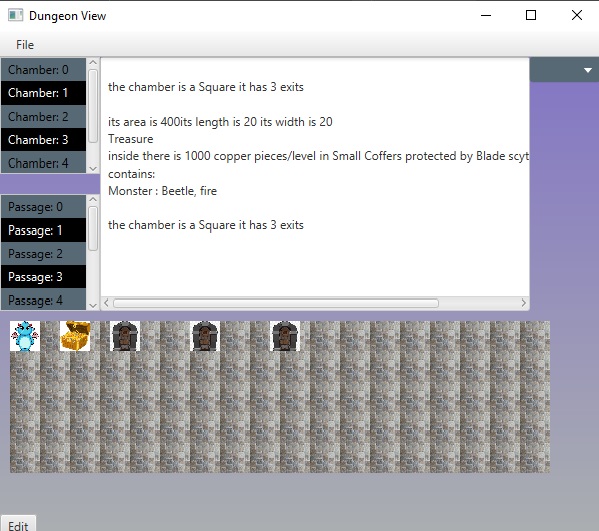 Dungeon View
File
Chamber: 0
Chamber: 1
Chamber: 2
Chamber: 3
Chamber: 4
the chamber is a Square it has 3 exits
its area is 400its length is 20 its width is 20
Treasure
inside there is 1000 copper pieces/level in Small Coffers protected by Blade scyt
contains:
Monster : Beetle, fire
the chamber is a Square it has 3 exits
Passage: 0
Passage: 1
Passage: 2
Passage: 3
Passage: 4
Edit